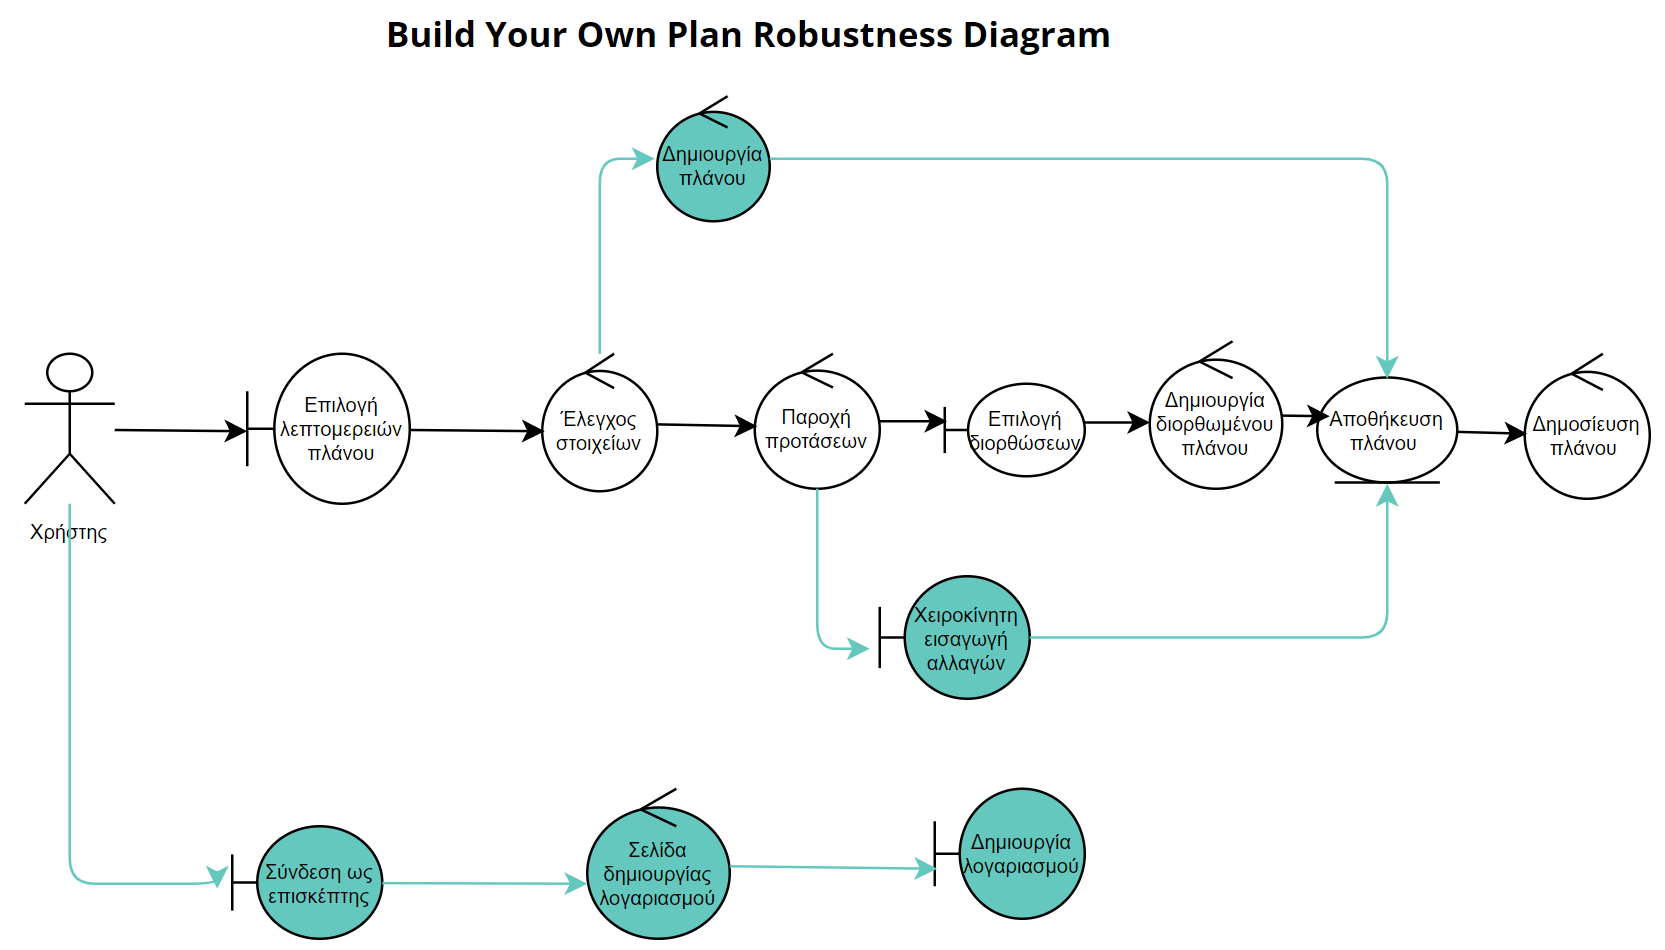 Build Your Own Plan Robustness Diagram
Δημιουργία
πλάνου
Χρήστης
Επιλογή
λεπτομερειών
πλάνου
Έλεγχος
στοιχείων
Παροχή
προτάσεων
Επιλογή
διορθώσεων
Δημιουργία
διορθωμένου
πλάνου
Αποθήκευση
πλάνου
Δημοσίευση
πλάνου
Χειροκίνητη
εισαγωγή
αλλαγών
Σύνδεση ως
επισκέπτης
Σελίδα
δημιουργίας
λογαριασμού
Δημιουργία
λογαριασμού